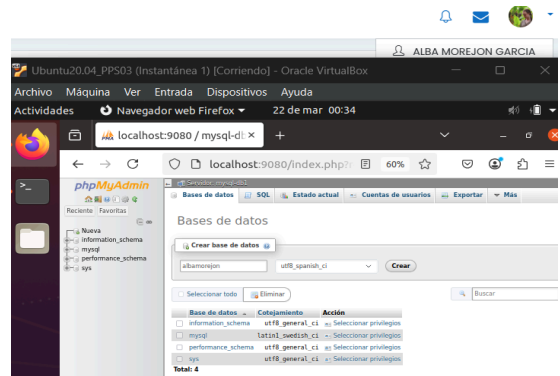 ALBA MOREJON GARCIA
Ubuntu20.04_PPS03 (Instantánea 1) [Corriendo] - Oracle VirtualBox
Archivo Máquina Ver Entrada Dispositivos Ayuda
Actividades Navegador web Firefox 22 de mar 00:34
localhost:9080 / mysql-db
localhost:9080/index.php? 60%
phpMyAdmin
Servidor: mysql-db1
Bases de datos SQL Estado actual Cuentas de usuarios Exportar Más
Reciente Favoritas
Nueva
information_schema
mysql
performance_schema
sys
Bases de datos
Crear base de datos
albamorejon utf8_spanish_ci Crear
Seleccionar todo Eliminar Buscar
Base de datos Cotejamiento Acción
information_schema utf8_general_ci Seleccionar privilegios
mysql latin1_swedish_ci Seleccionar privilegios
performance_schema utf8_general_ci Seleccionar privilegios
sys utf8_general_ci Seleccionar privilegios
Total: 4